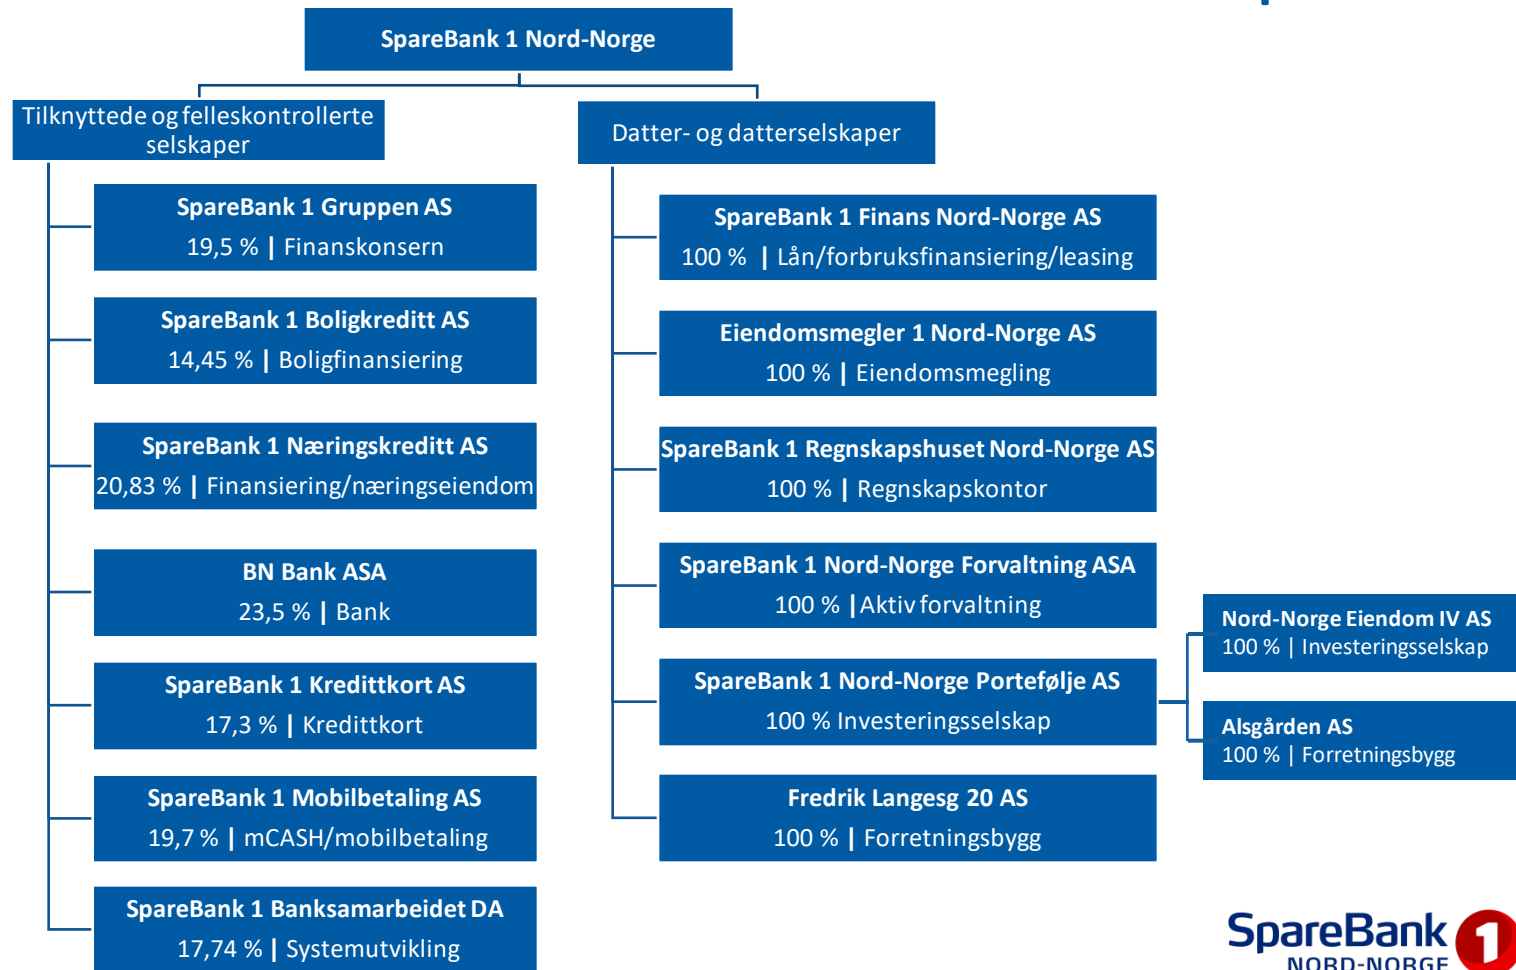 SpareBank 1 Nord-Norge
Tilknyttede og felleskontrollerte
selskaper
SpareBank 1 Gruppen AS
19,5 % | Finanskonsern
SpareBank 1 Boligkreditt AS
14,45 % | Boligfinansiering
SpareBank 1 Næringskreditt AS
20,83 % | Finansiering/næringseiendom
BN Bank ASA
23,5 % | Bank
SpareBank 1 Kredittkort AS
17,3 % | Kredittkort
SpareBank 1 Mobilbetaling AS
19,7 % | mCASH/mobilbetaling
SpareBank 1 Banksamarbeidet DA
17,74 % | Systemutvikling
Datter- og datterselskaper
SpareBank 1 Finans Nord-Norge AS
100 % | Lån/forbruksfinansiering/leasing
Eiendomsmegler 1 Nord-Norge AS
100 % | Eiendomsmegling
SpareBank 1 Regnskapshuset Nord-Norge AS
100 % | Regnskapskontor
SpareBank 1 Nord-Norge Forvaltning ASA
100 % |Aktiv forvaltning
SpareBank 1 Nord-Norge Portefølje AS
100 % Investeringsselskap
Fredrik Langesg 20 AS
100 % | Forretningsbygg
Nord-Norge Eiendom IV AS
100 % | Investeringsselskap
Alsgården AS
100 % | Forretningsbygg
SpareBank 1
NORD-NORGE